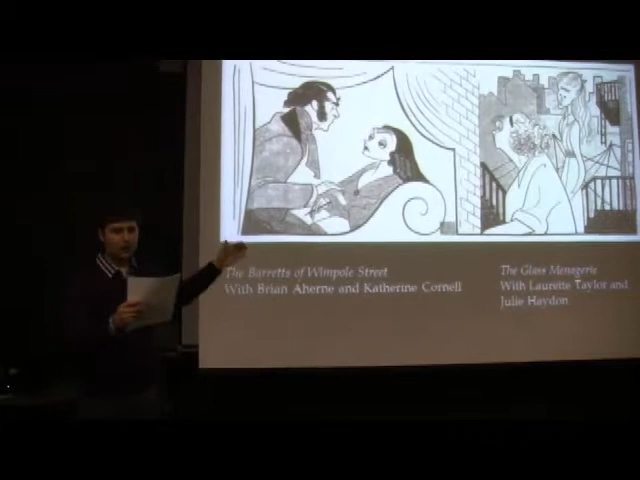 The Barretts of Wimpole Street
With Brian Aherne and Katherine Cornell
The Glass Menagerie
With Laurette Taylor and
Julie Haydon